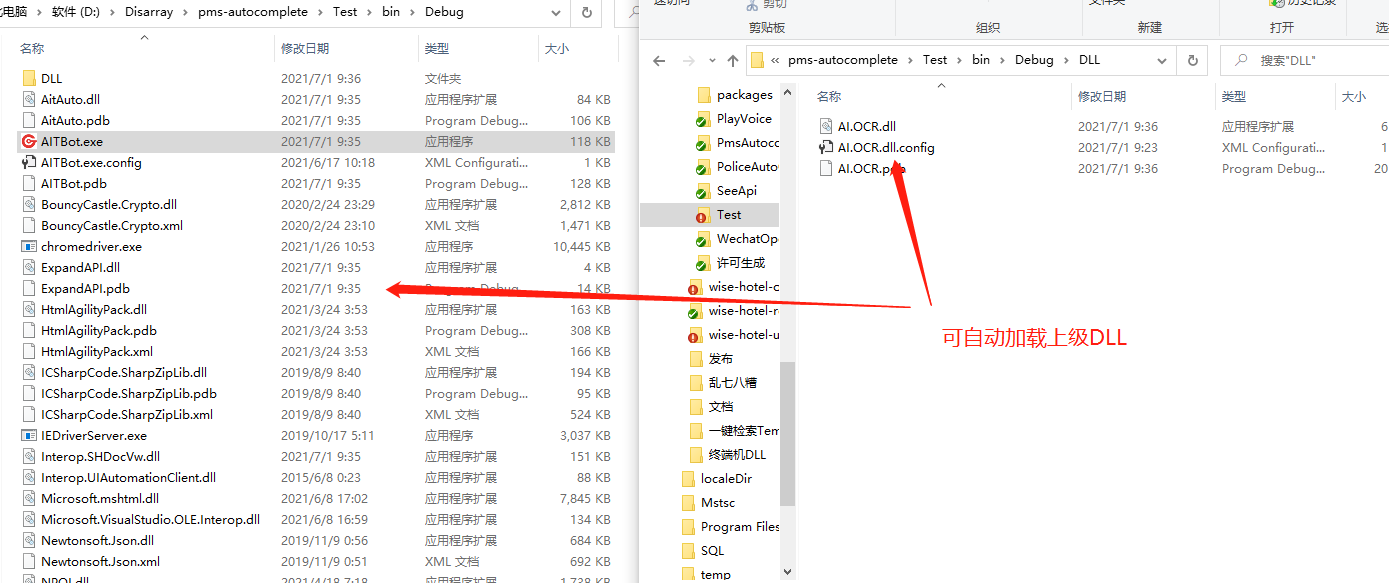 此电脑 › 软件 (D:) › Disarray › pms-autocomplete › Test › bin › Debug
名称 修改日期 类型 大小
DLL 2021/7/1 9:36 文件夹
AitAuto.dll 2021/7/1 9:35 应用程序扩展 84 KB
AitAuto.pdb 2021/7/1 9:35 Program Debug... 106 KB
AITBot.exe 2021/7/1 9:35 应用程序 118 KB
AITBot.exe.config 2021/6/17 10:18 XML Configurati... 1 KB
AITBot.pdb 2021/7/1 9:35 Program Debug... 128 KB
BouncyCastle.Crypto.dll 2020/2/24 23:29 应用程序扩展 2,812 KB
BouncyCastle.Crypto.xml 2020/2/24 23:10 XML 文档 1,471 KB
chromedriver.exe 2021/1/26 10:53 应用程序 10,445 KB
ExpandAPI.dll 2021/7/1 9:35 应用程序扩展 4 KB
ExpandAPI.pdb 2021/7/1 9:35 Program Debug... 14 KB
HtmlAgilityPack.dll 2021/3/24 3:53 应用程序扩展 163 KB
HtmlAgilityPack.pdb 2021/3/24 3:53 Program Debug... 308 KB
HtmlAgilityPack.xml 2021/3/24 3:53 XML 文档 166 KB
ICSharpCode.SharpZipLib.dll 2019/8/9 8:40 应用程序扩展 194 KB
ICSharpCode.SharpZipLib.pdb 2019/8/9 8:40 Program Debug... 95 KB
ICSharpCode.SharpZipLib.xml 2019/8/9 8:40 XML 文档 524 KB
IEDriverServer.exe 2019/10/17 5:11 应用程序 3,037 KB
Interop.SHDocVw.dll 2021/7/1 9:35 应用程序扩展 151 KB
Interop.UIAutomationClient.dll 2015/6/8 0:23 应用程序扩展 88 KB
Microsoft.mshtml.dll 2021/6/8 17:02 应用程序扩展 7,845 KB
Microsoft.VisualStudio.OLE.Interop.dll 2021/6/8 16:59 应用程序扩展 134 KB
Newtonsoft.Json.dll 2019/11/9 0:56 应用程序扩展 684 KB
Newtonsoft.Json.xml 2019/11/9 0:51 XML 文档 692 KB
NPOI.dll 2021/4/18 7:18 应用程序扩展 1,738 KB
剪切 文件夹 历史记录
剪贴板 组织 新建 打开
« pms-autocomplete › Test › bin › Debug › DLL 搜索"DLL"
packages
PlayVoice
PmsAutocc
PoliceAuto
SeeApi
Test
WechatOp
许可生成
wise-hotel-c
wise-hotel-r
wise-hotel-u
发布
乱七八糟
文档
一键检索Tem
终端机DLL
localeDir
Mstsc
Program Files
SQL
temp
名称 修改日期 类型 大小
AI.OCR.dll 2021/7/1 9:36 应用程序扩展 6
AI.OCR.dll.config 2021/7/1 9:23 XML Configurati... 1
AI.OCR.pdb 2021/7/1 9:36 Program Debug... 20
可自动加载上级DLL